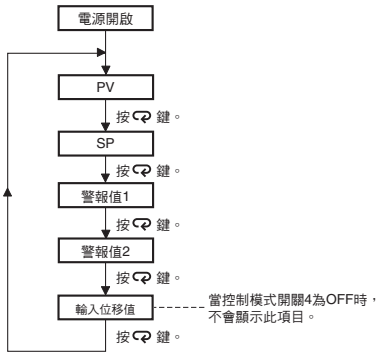 電源開啟
PV
按 鍵。
SP
按 鍵。
警報值1
按 鍵。
警報值2
按 鍵。
輸入位移值
當控制模式開關4為OFF時，
不會顯示此項目。
按 鍵。